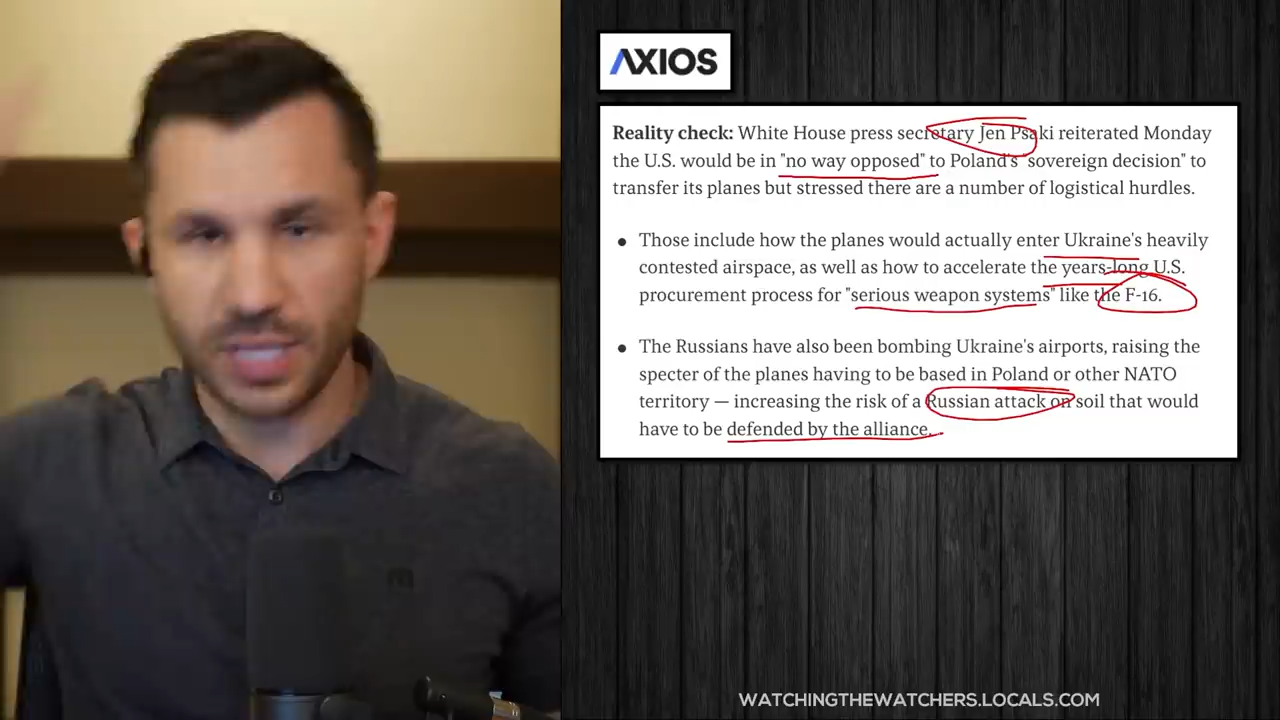 AXIOS
Reality check: White House press secretary Jen Psaki reiterated Monday
the U.S. would be in "no way opposed" to Poland's "sovereign decision" to
transfer its planes but stressed there are a number of logistical hurdles.
● Those include how the planes would actually enter Ukraine's heavily
contested airspace, as well as how to accelerate the years-long U.S.
procurement process for "serious weapon systems" like the F-16.
● The Russians have also been bombing Ukraine's airports, raising the
specter of the planes having to be based in Poland or other NATO
territory — increasing the risk of a Russian attack on soil that would
have to be defended by the alliance.
WATCHINGTHEWATCHERS.LOCALS.COM